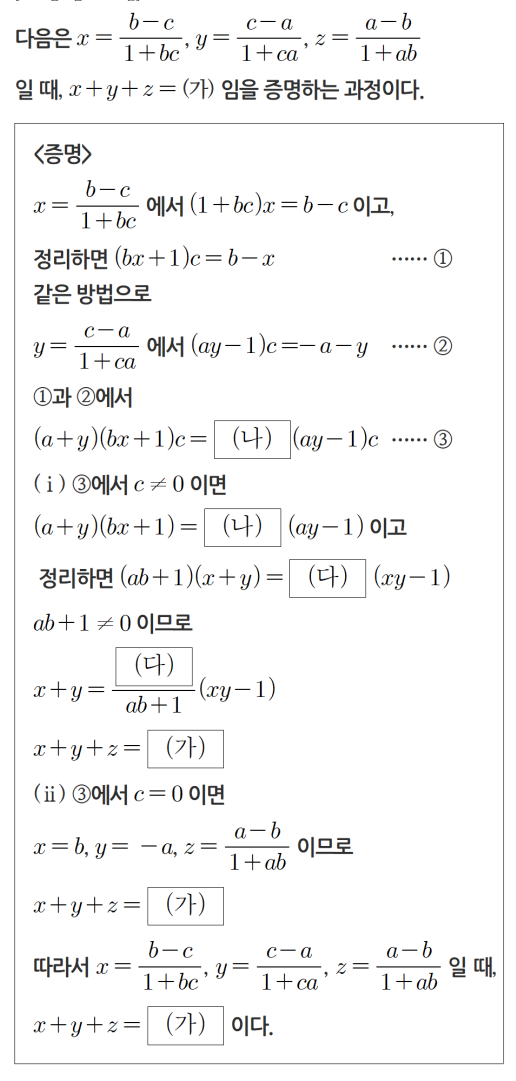 다음은 x = \frac{b-c}{1+bc}, y = \frac{c-a}{1+ca}, z = \frac{a-b}{1+ab}
일 때, x+y+z = (가) 임을 증명하는 과정이다.
<증명>
x = \frac{b-c}{1+bc} 에서 (1+bc)x = b-c 이고,
정리하면 (bx+1)c = b-x ······ ①
같은 방법으로
y = \frac{c-a}{1+ca} 에서 (ay-1)c = -a-y ······ ②
①과 ②에서
(a+y)(bx+1)c = (나) (ay-1)c ······ ③
(ⅰ) ③에서 c ≠ 0 이면
(a+y)(bx+1) = (나) (ay-1) 이고
정리하면 (ab+1)(x+y) = (다) (xy-1)
ab+1 ≠ 0 이므로
x+y = \frac{(다)}{ab+1}(xy-1)
x+y+z = (가)
(ⅱ) ③에서 c = 0 이면
x = b, y = -a, z = \frac{a-b}{1+ab} 이므로
x+y+z = (가)
따라서 x = \frac{b-c}{1+bc}, y = \frac{c-a}{1+ca}, z = \frac{a-b}{1+ab} 일 때,
x+y+z = (가) 이다.